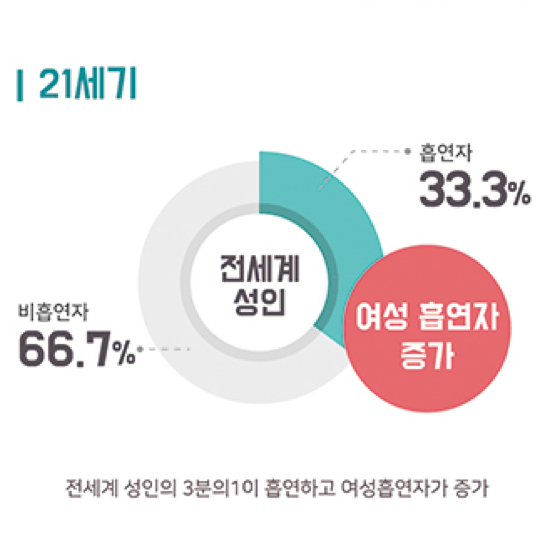 21세기
흡연자
33.3%
전세계
성인
여성 흡연자
증가
비흡연자
66.7%
전세계 성인의 3분의1이 흡연하고 여성흡연자가 증가